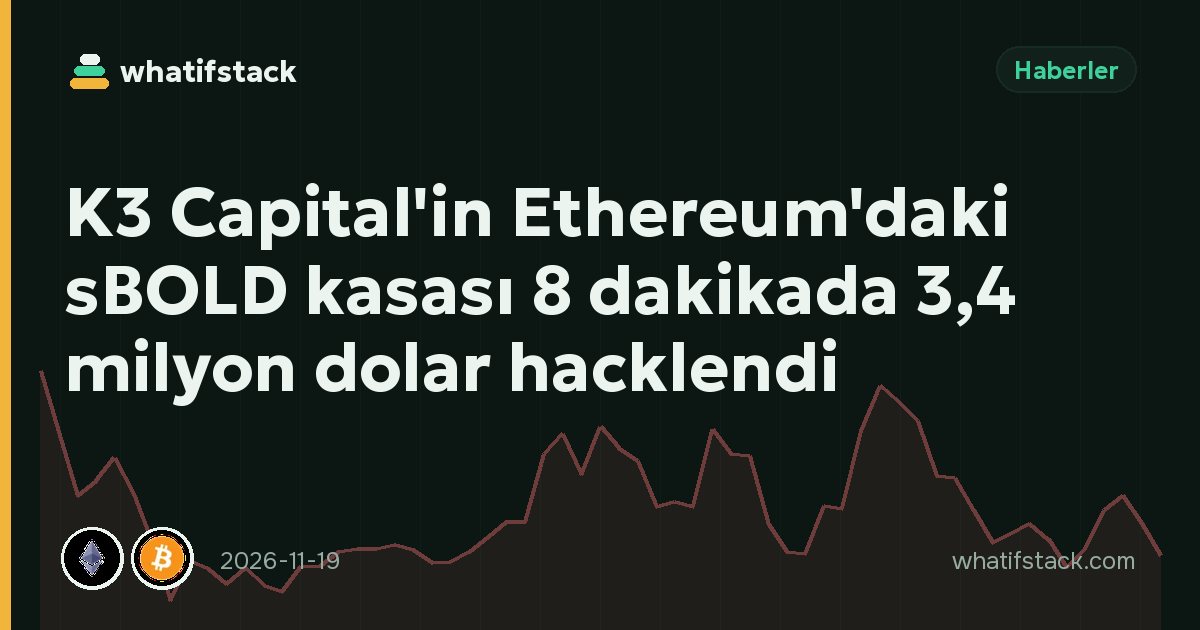 whatifstack
Haberler
K3 Capital'in Ethereum'daki
sBOLD kasası 8 dakikada 3,4
milyon dolar hacklendi
2026-11-19
whatifstack.com